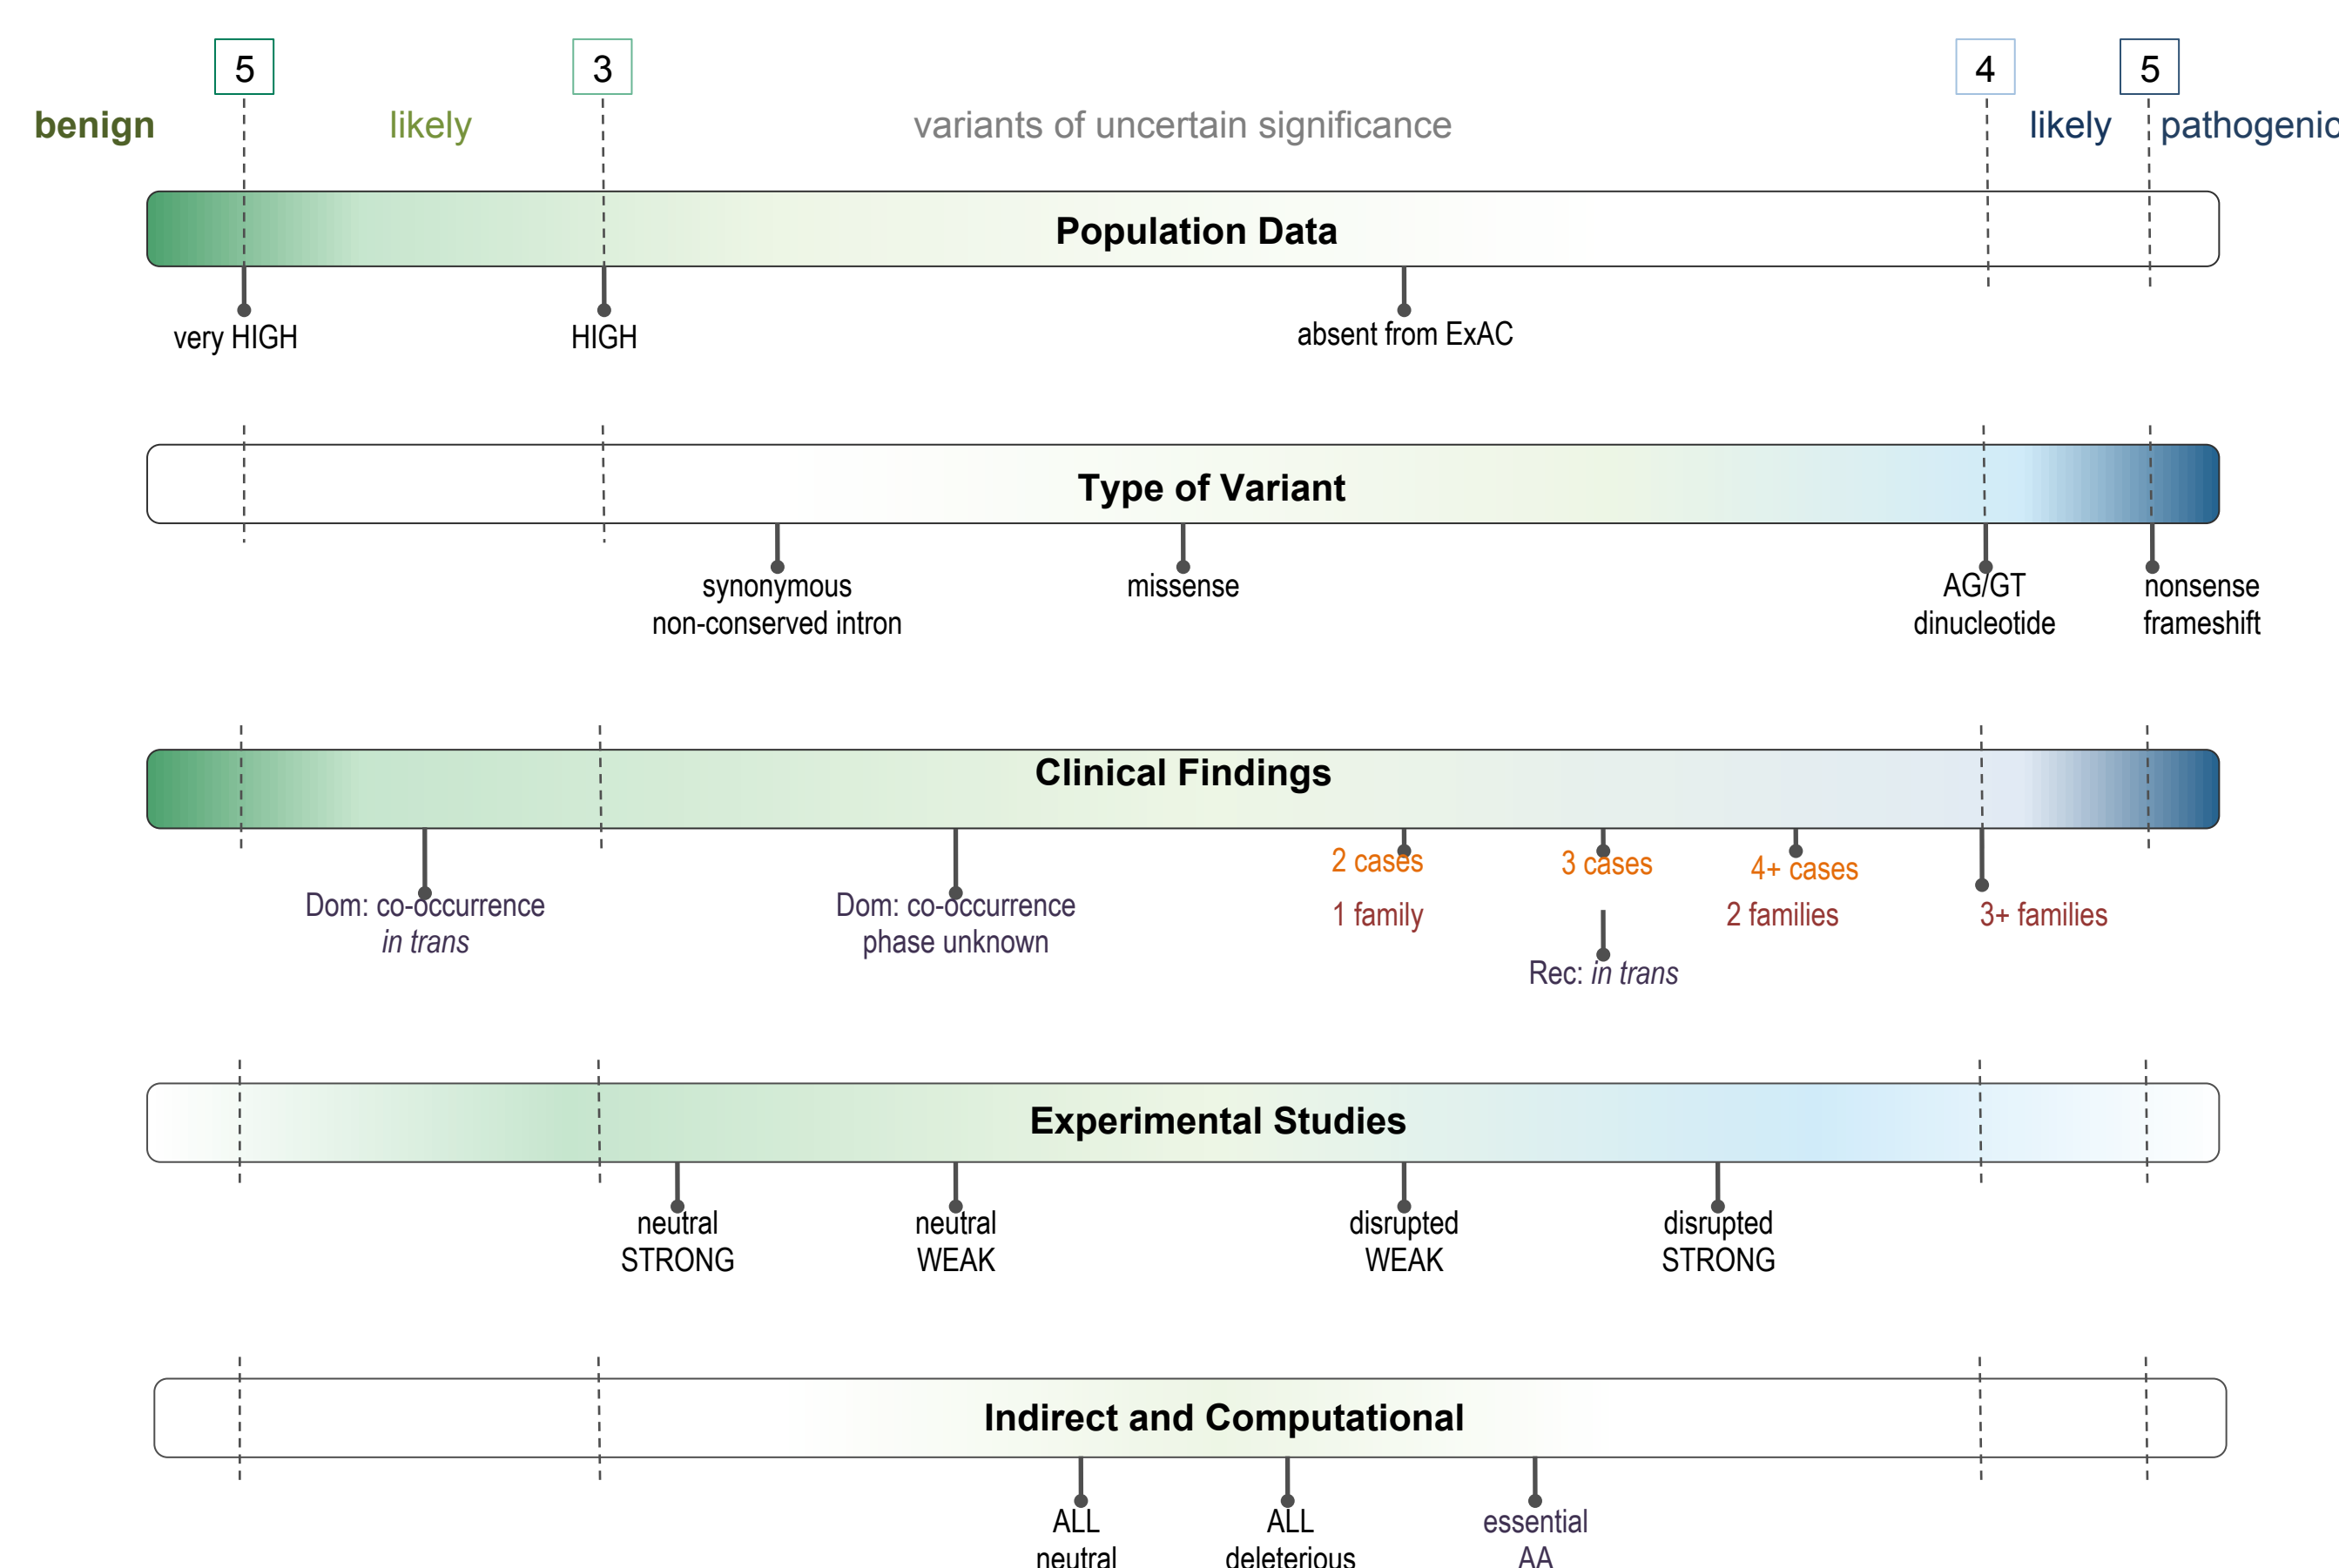 5
3
4
5
benign
likely
variants of uncertain significance
likely
pathogenic
Population Data
very HIGH
HIGH
absent from ExAC
Type of Variant
synonymous
non-conserved intron
missense
AG/GT
dinucleotide
nonsense
frameshift
Clinical Findings
Dom: co-occurrence
in trans
Dom: co-occurrence
phase unknown
2 cases
3 cases
4+ cases
1 family
2 families
3+ families
Rec: in trans
Experimental Studies
neutral
STRONG
neutral
WEAK
disrupted
WEAK
disrupted
STRONG
Indirect and Computational
ALL
neutral
ALL
deleterious
essential
AA